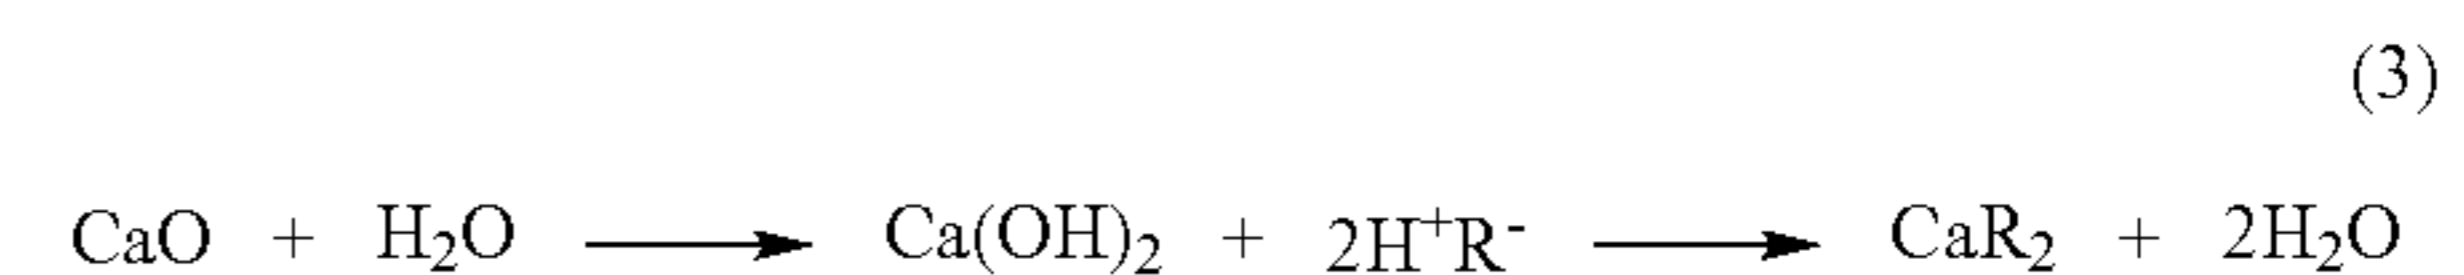 (3)
CaO + H₂O ⟶ Ca(OH)₂ + 2H⁺R⁻ ⟶ CaR₂ + 2H₂O